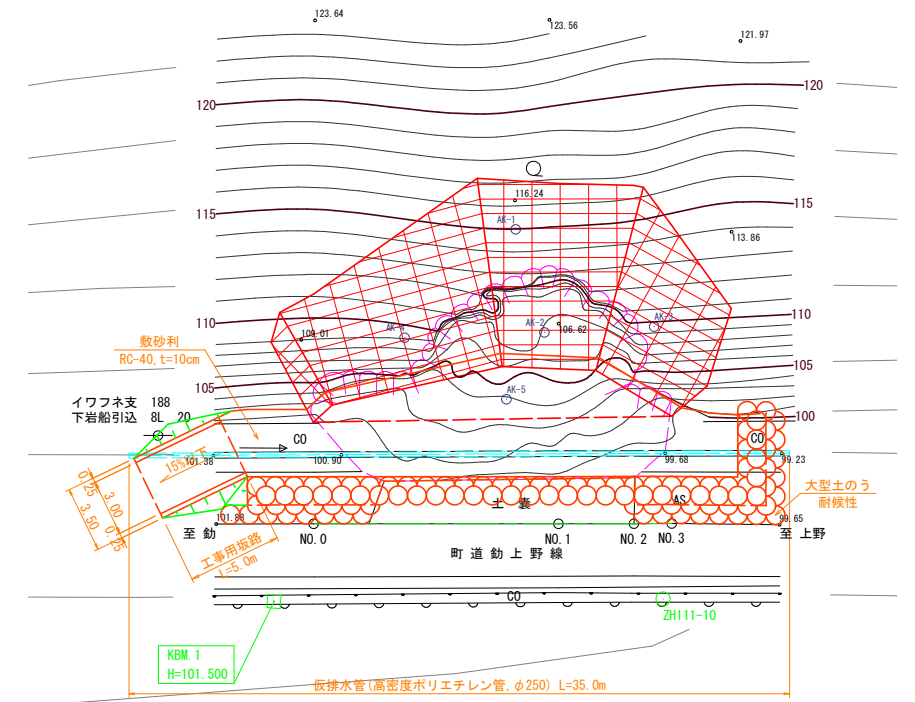 123.64
123.56
121.97
120
120
116.24
115
AK-1
115
113.86
110
109.01
AK-4
AK-2
106.62
AK-3
110
敷砂利
RC-40,t=10cm
105
105
AK-5
イワフネ支 188
下岩船引込 8L 20
100
CO
CO
101.38
15%以下
100.90
99.68
99.23
0.25
3.00
3.50
0.25
大型土のう
耐候性
土 嚢
AS
101.88
99.65
至 勧
NO.0
NO.1
NO.2
NO.3
至 上野
工事用坂路
L=5.0m
町 道 勧 上 野 線
CO
ZH111-10
KBM.1
H=101.500
仮排水管(高密度ポリエチレン管,φ250) L=35.0m